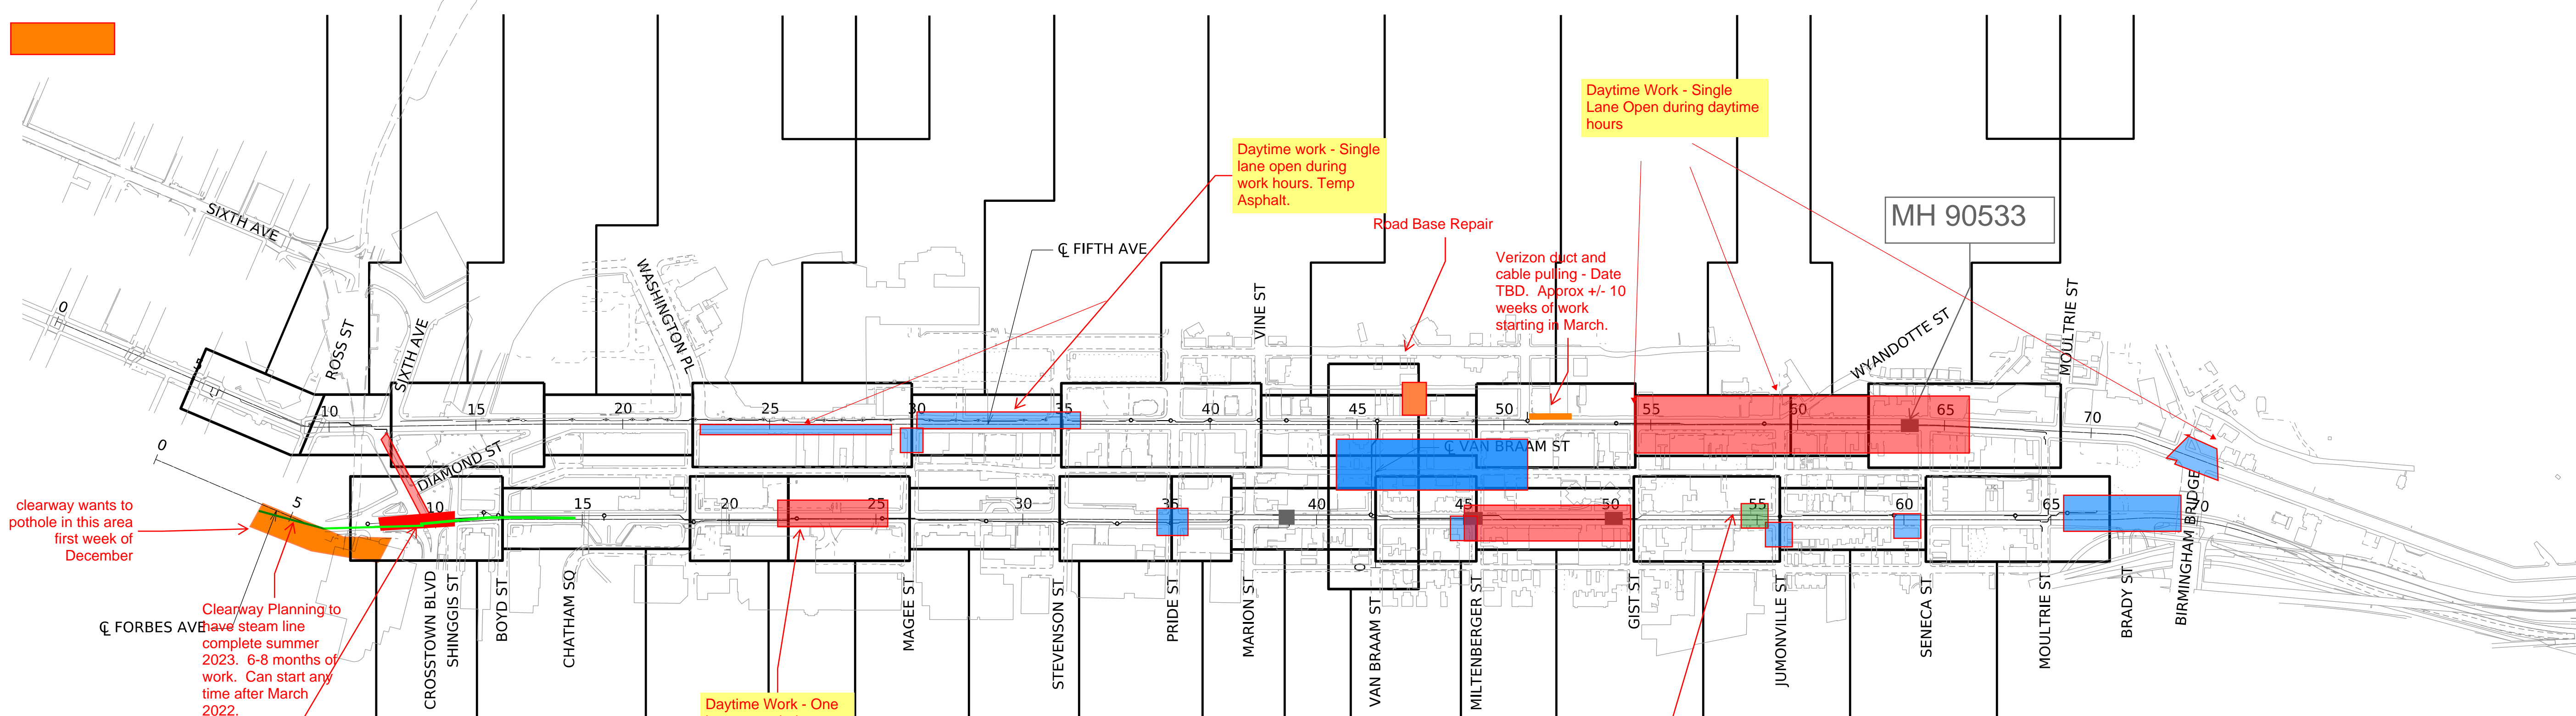 Daytime Work - Single
Lane Open during daytime
hours
Daytime work - Single
lane open during
work hours. Temp
Asphalt.
MH 90533
Road Base Repair
℄ FIFTH AVE
Verizon duct and
cable pulling - Date
TBD. Approx +/- 10
weeks of work
starting in March.
SIXTH AVE
ROSS ST
SIXTH AVE
WASHINGTON PL
VINE ST
WYANDOTTE ST
MOULTRIE ST
0
5
10
15
20
25
30
35
40
45
50
55
60
65
70
℄ VAN BRAAM ST
DIAMOND ST
0
5
10
15
20
25
30
35
40
45
50
55
60
65
70
0
clearway wants to
pothole in this area
first week of
December
Clearway Planning to
have steam line
complete summer
2023. 6-8 months of
work. Can start any
time after March
2022.
℄ FORBES AVE
CROSSTOWN BLVD
SHINGGIS ST
BOYD ST
CHATHAM SQ
MAGEE ST
STEVENSON ST
PRIDE ST
MARION ST
VAN BRAAM ST
MILTENBERGER ST
GIST ST
JUMONVILLE ST
SENECA ST
MOULTRIE ST
BRADY ST
BIRMINGHAM BRIDGE
Daytime Work - One